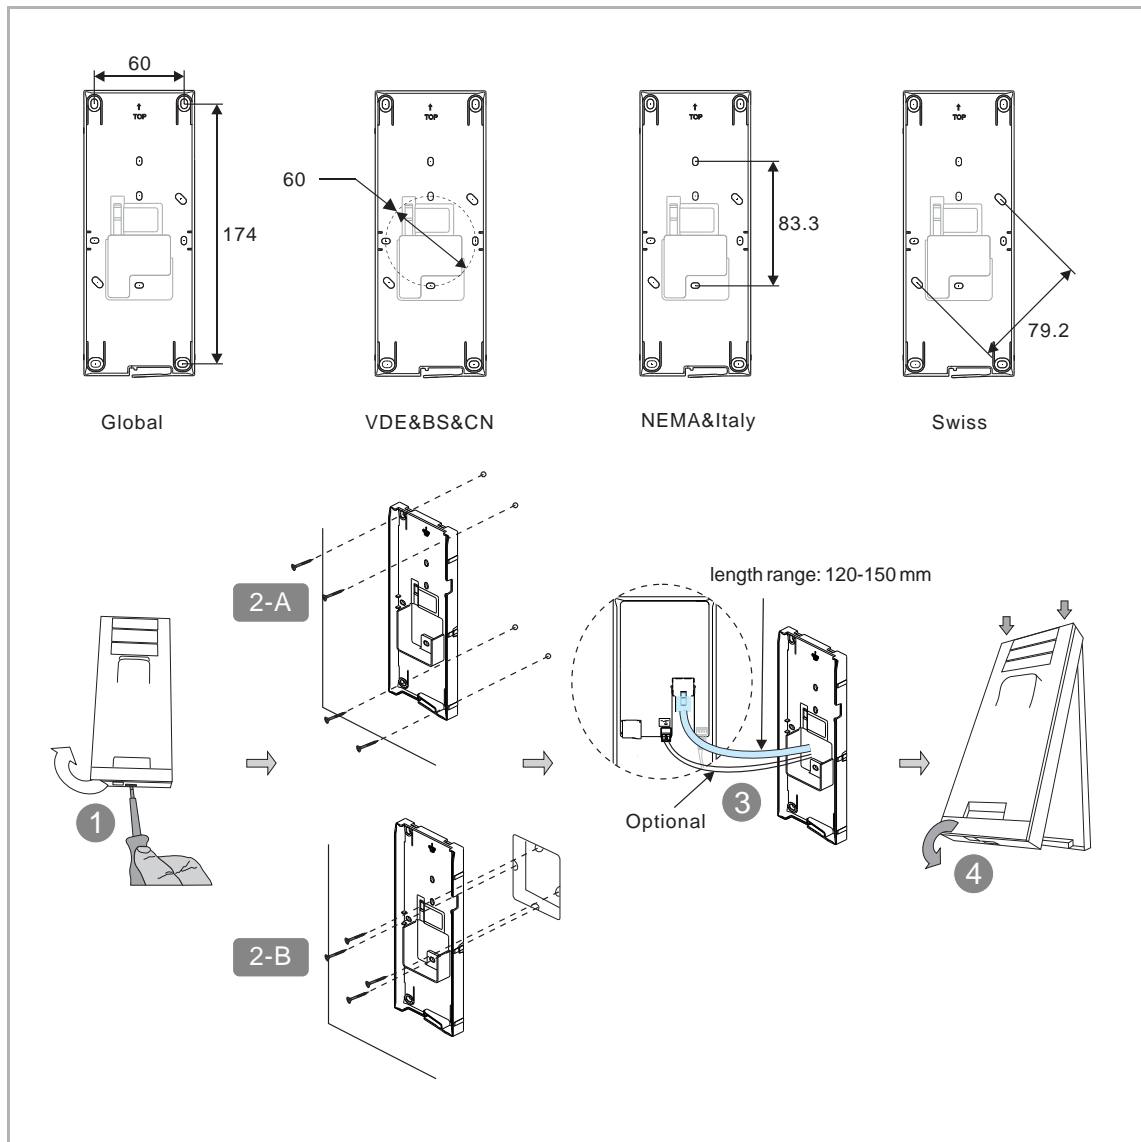 60
TOP
TOP
TOP
TOP
60
174
83.3
79.2
Global
VDE&BS&CN
NEMA&Italy
Swiss
length range: 120-150 mm
2-A
1
3
Optional
4
2-B